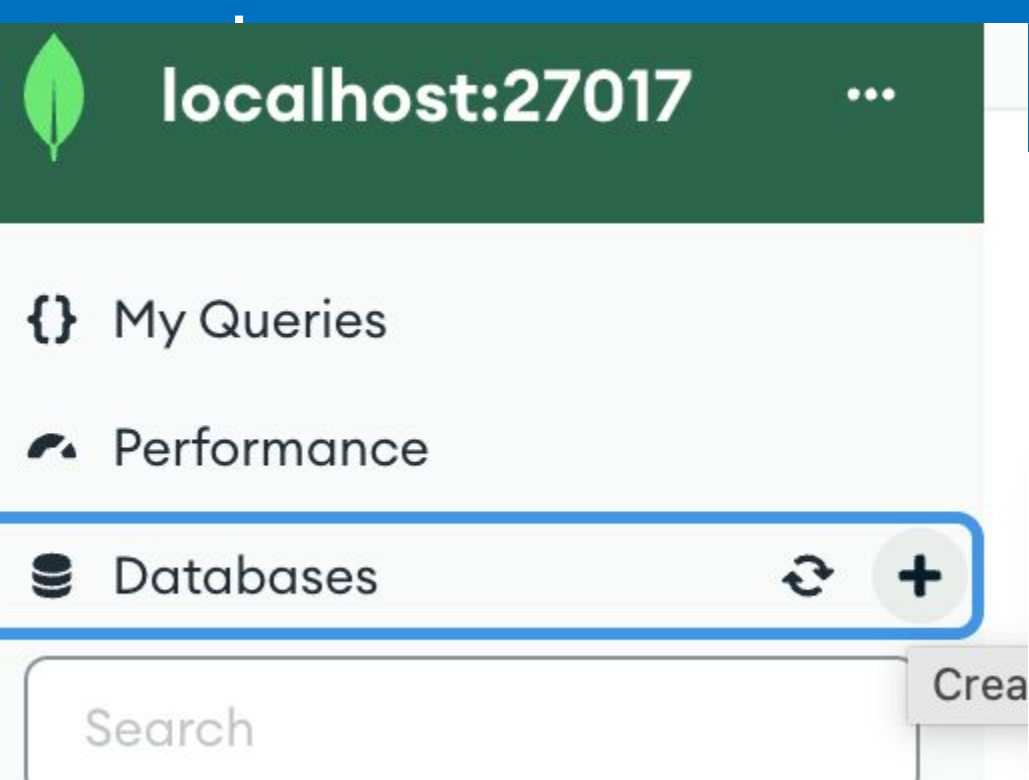 localhost:27017 •••
{} My Queries
Performance
Databases
Crea
Search